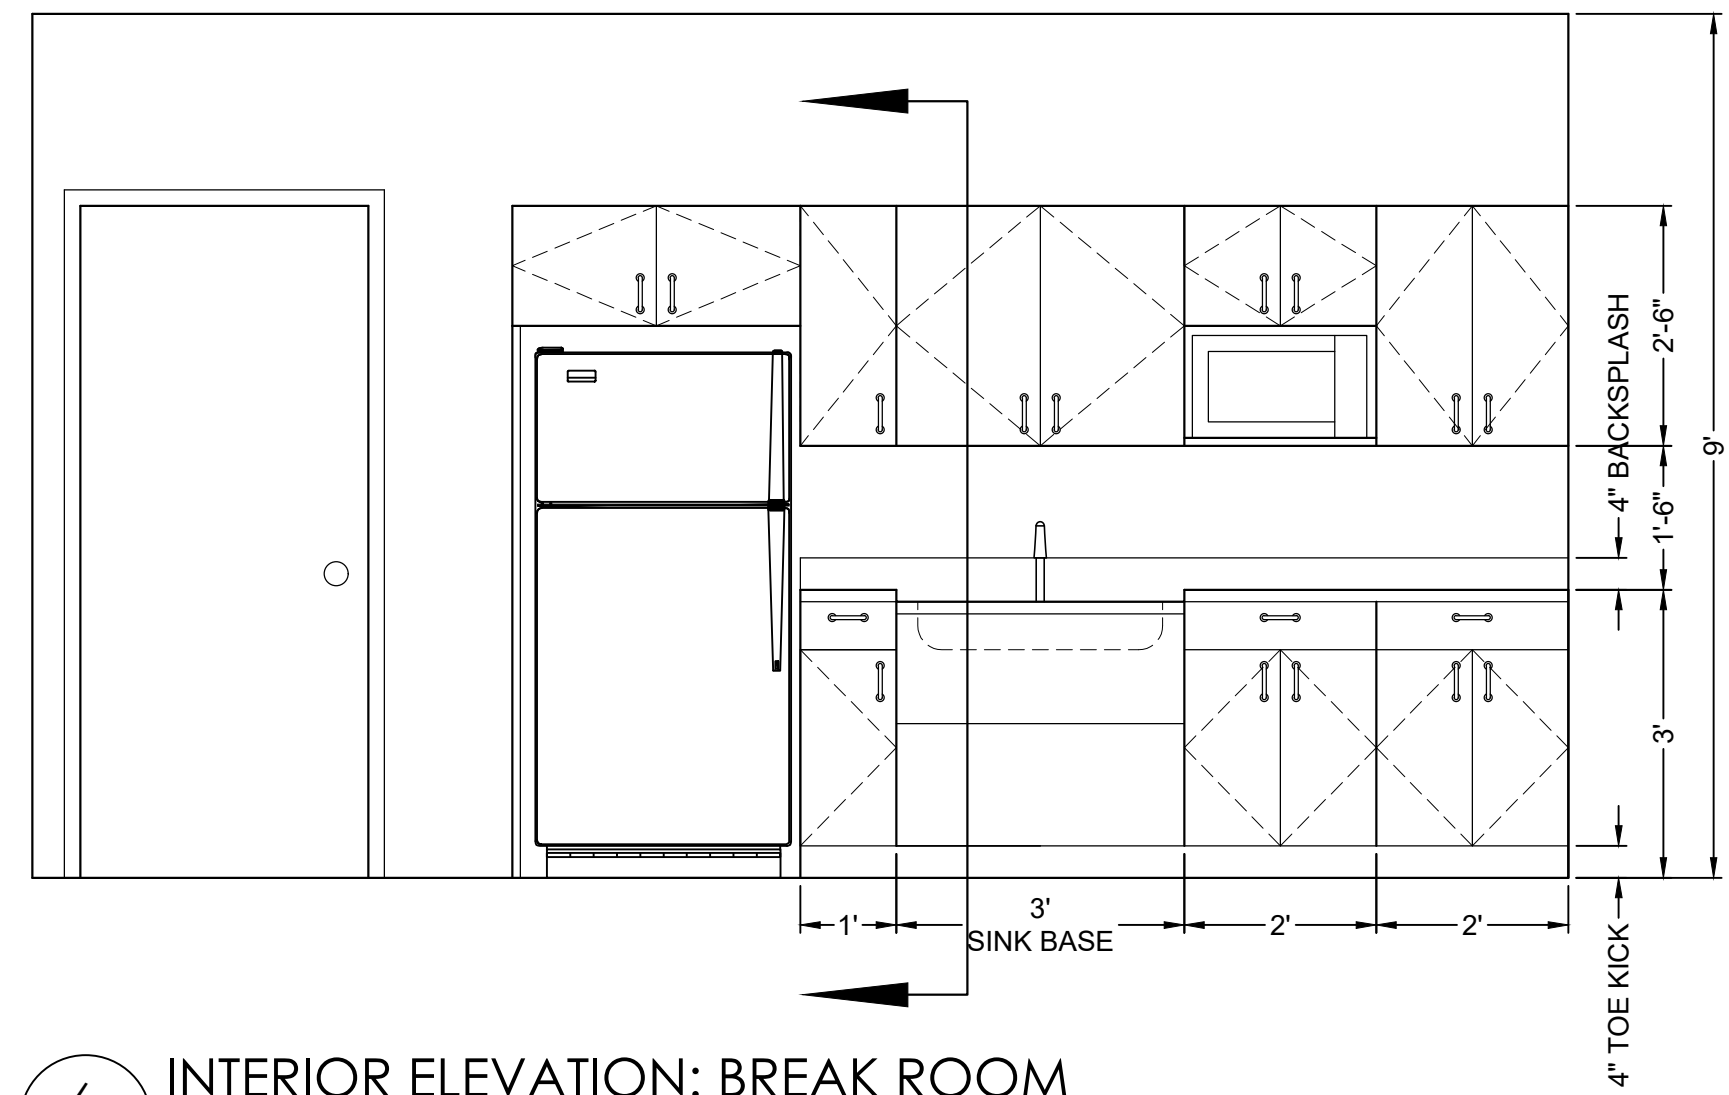 4" BACKSPLASH
2'-6"
9'
1'-6"
3'
1'
3'
SINK BASE
2'
2'
4" TOE KICK
INTERIOR ELEVATION: BREAK ROOM